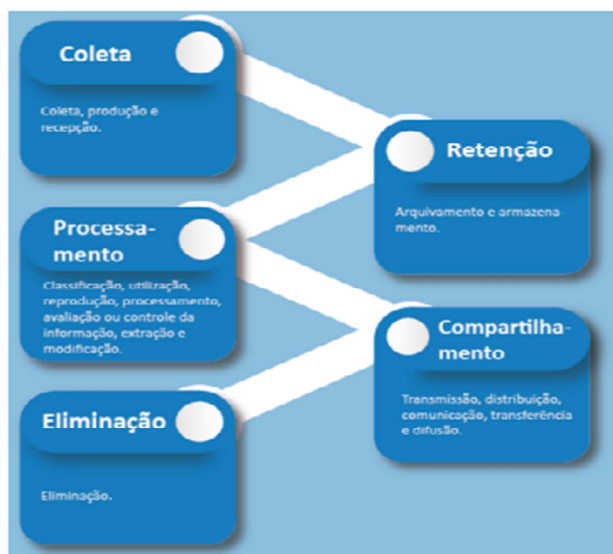 Coleta
Coleta, produção e
recepção.
Retenção
Arquivamento e armazena-
mento.
Processa-
mento
Classificação, utilização,
reprodução, processamento,
avaliação ou controle da
informação, extração e
modificação.
Compartilha-
mento
Transmissão, distribuição,
comunicação, transferência
e difusão.
Eliminação
Eliminação.